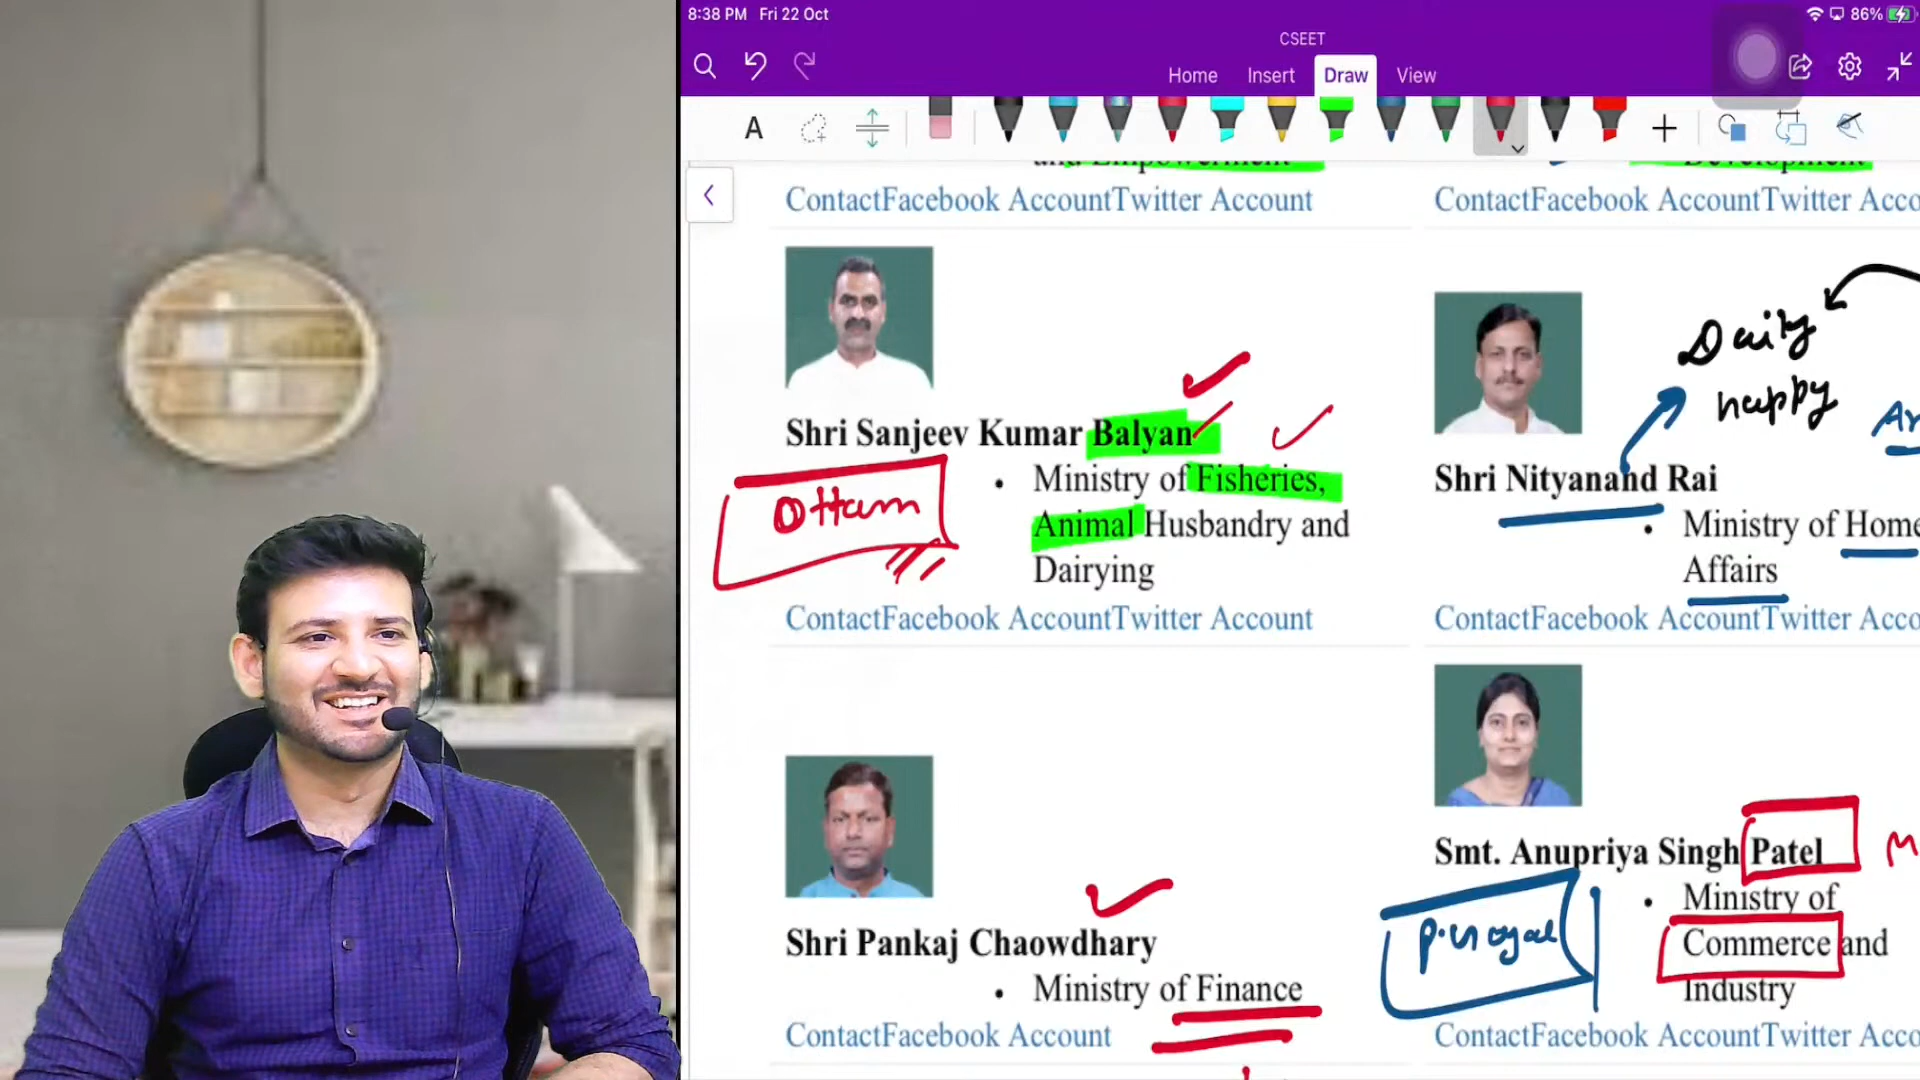 8:38 PM Fri 22 Oct
86%
CSEET
Home Insert Draw View
A
and Empowerment
Development
ContactFacebook AccountTwitter Account
ContactFacebook AccountTwitter Acco
Daily
happy
Shri Sanjeev Kumar Balyan
Ministry of Fisheries,
Animal Husbandry and
Dairying
Ottam
Shri Nityanand Rai
Ministry of Home
Affairs
ContactFacebook AccountTwitter Account
ContactFacebook AccountTwitter Acco
Shri Pankaj Chaowdhary
Ministry of Finance
ContactFacebook Account
Smt. Anupriya Singh Patel
M
Ministry of
Commerce and
Industry
P. Goyal
ContactFacebook AccountTwitter Acco